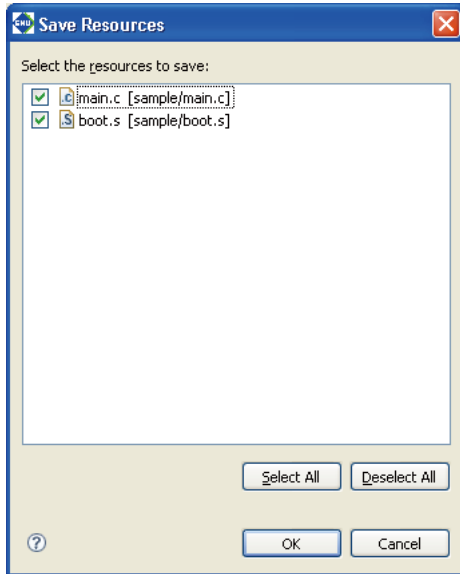 GNU Save Resources
Select the resources to save:
.c main.c [sample/main.c]
.S boot.s [sample/boot.s]
Select All Deselect All
? OK Cancel